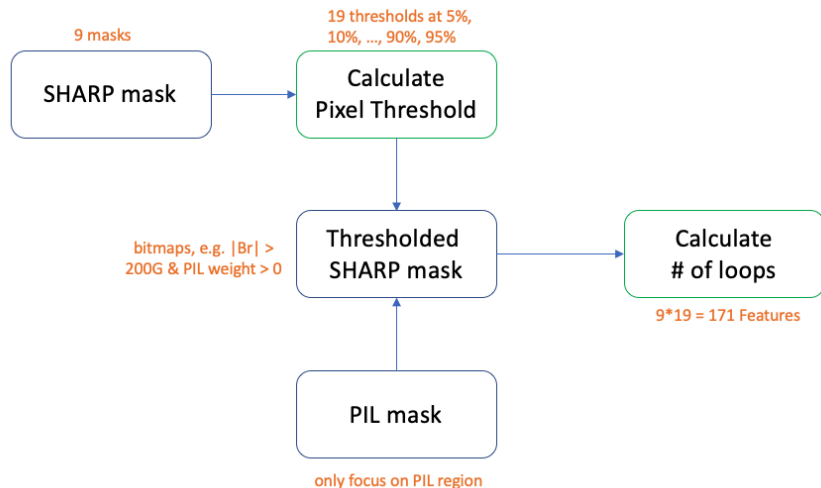 19 thresholds at 5%,
10%, ..., 90%, 95%
9 masks
SHARP mask
Calculate
Pixel Threshold
bitmaps, e.g. |Br| >
200G & PIL weight > 0
Thresholded
SHARP mask
Calculate
# of loops
9*19 = 171 Features
PIL mask
only focus on PIL region